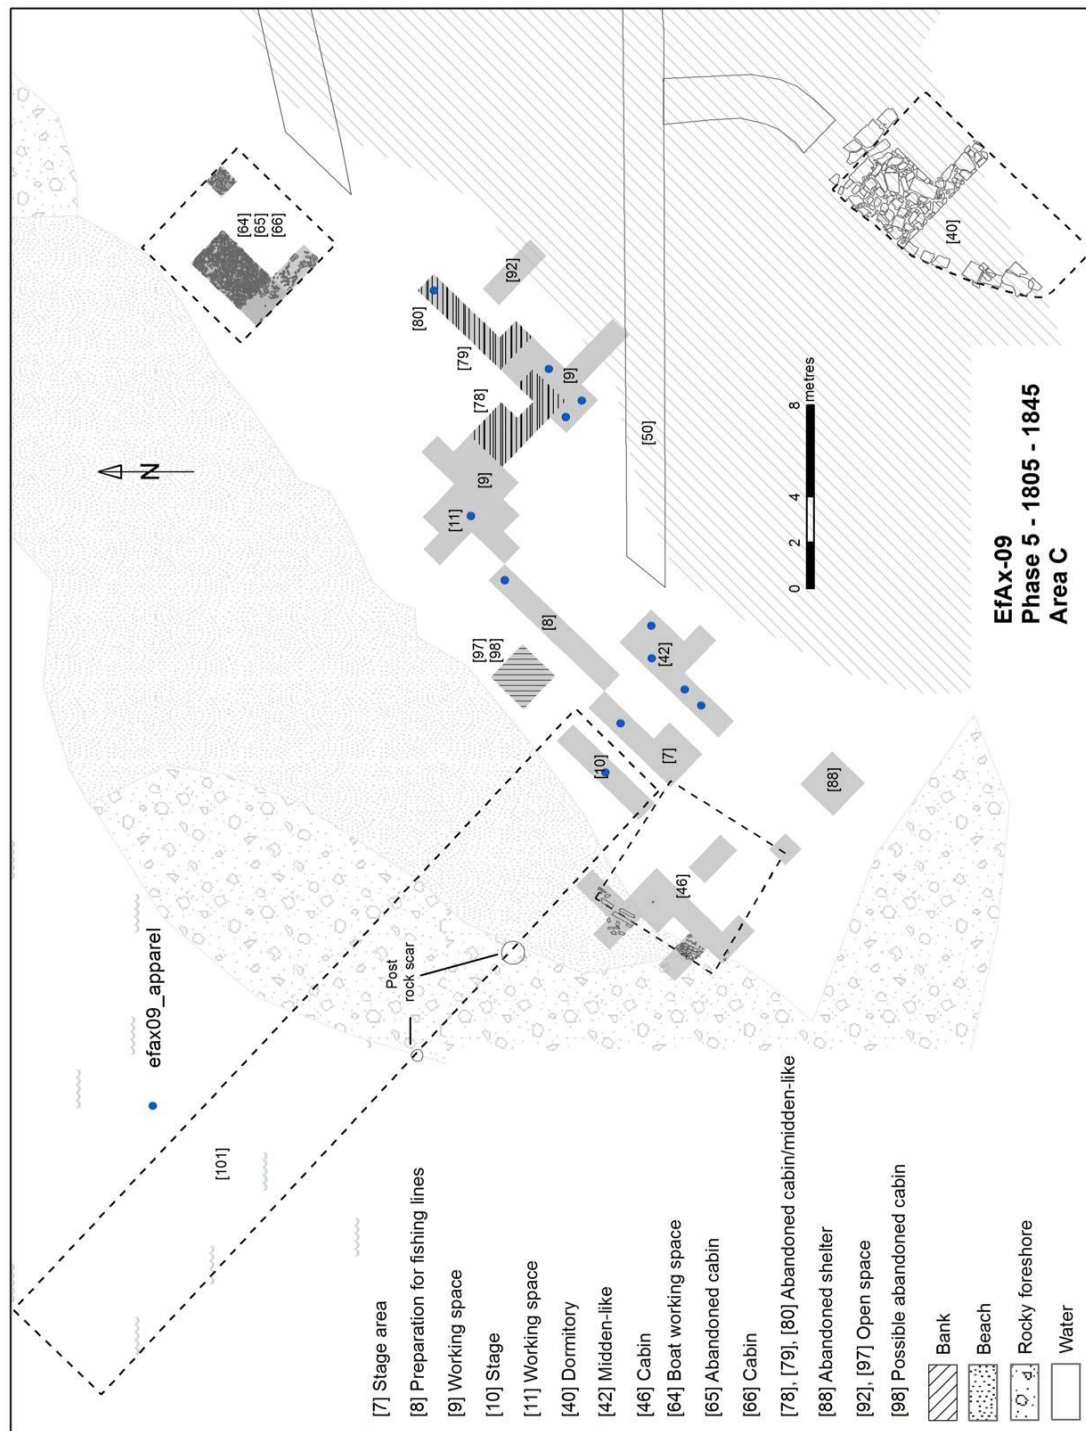 [64]
[65]
[66]
[92]
[80]
[79]
[9]
[78]
[9]
[11]
[40]
[50]
N
[97]
[98]
[8]
[42]
[10]
[7]
[88]
[46]
0 2 4 8
metres
EfAx-09
Phase 5 - 1805 - 1845
Area C
Post
rock scar
efax09_apparel
[101]
[7] Stage area
[8] Preparation for fishing lines
[9] Working space
[10] Stage
[11] Working space
[40] Dormitory
[42] Midden-like
[46] Cabin
[64] Boat working space
[65] Abandoned cabin
[66] Cabin
[78], [79], [80] Abandoned cabin/midden-like
[88] Abandoned shelter
[92], [97] Open space
[98] Possible abandoned cabin
Bank
Beach
Rocky foreshore
Water